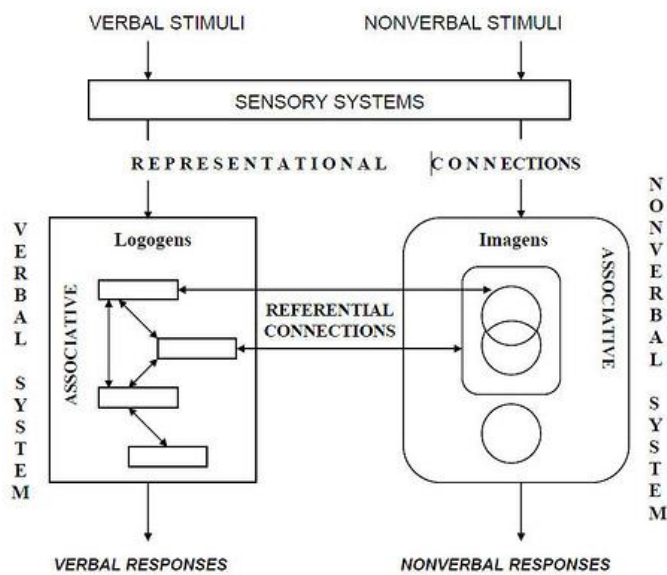 VERBAL STIMULI
NONVERBAL STIMULI
SENSORY SYSTEMS
REPRESENTATIONAL
CONNECTIONS
VERBAL SYSTEM
NONVERBAL SYSTEM
Logogens
Imagens
ASSOCIATIVE
ASSOCIATIVE
REFERENTIAL
CONNECTIONS
VERBAL RESPONSES
NONVERBAL RESPONSES